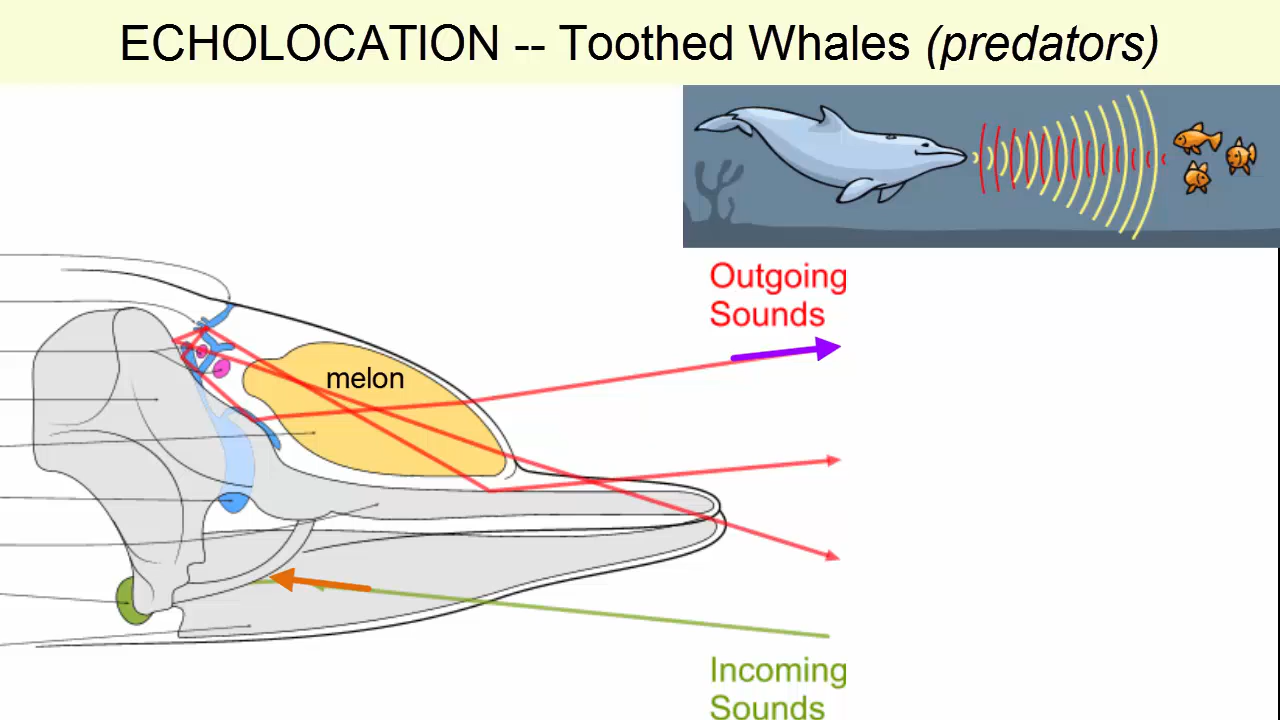 ECHOLOCATION -- Toothed Whales (predators)
Outgoing
Sounds
melon
Incoming
Sounds